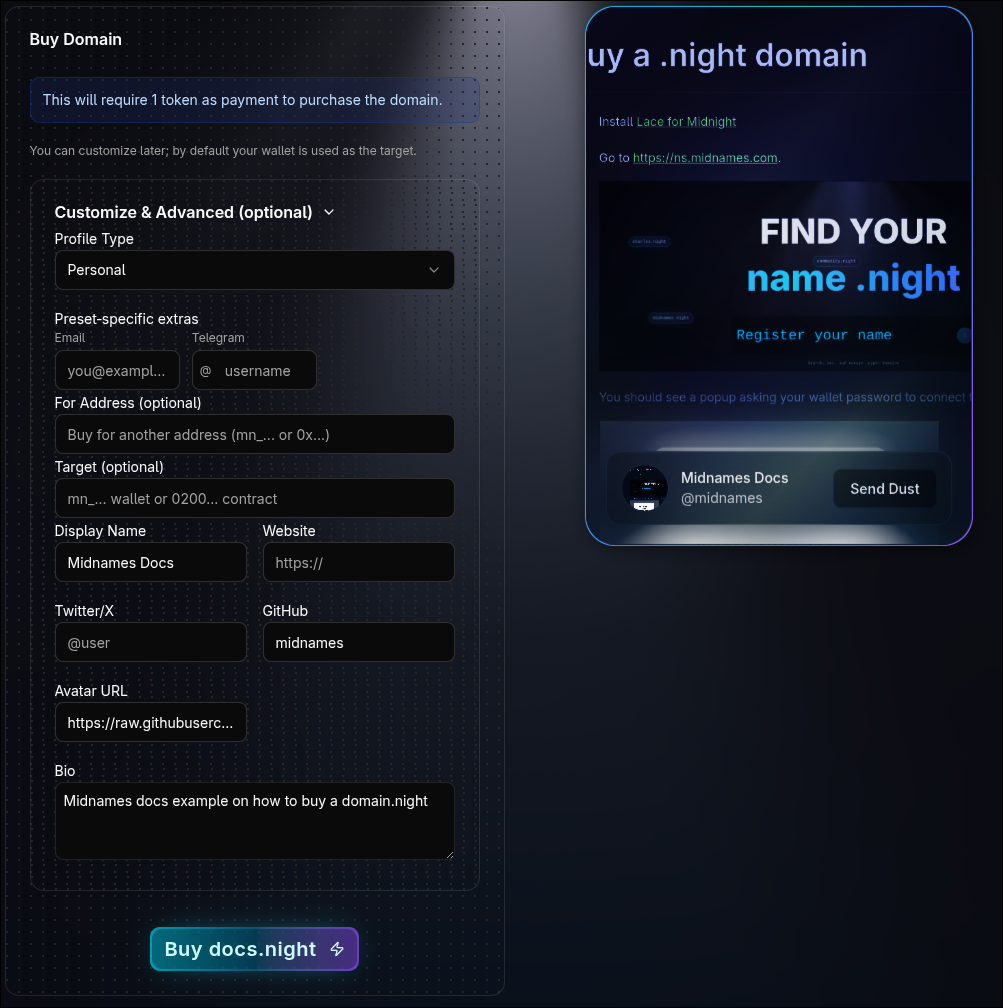 Buy Domain
This will require 1 token as payment to purchase the domain.
You can customize later; by default your wallet is used as the target.
Customize & Advanced (optional)
Profile Type
Personal
Preset-specific extras
Email Telegram
you@exampl... @ username
For Address (optional)
Buy for another address (mn_... or 0x...)
Target (optional)
mn_... wallet or 0200... contract
Display Name Website
Midnames Docs https://
Twitter/X GitHub
@user midnames
Avatar URL
https://raw.githubuserc...
Bio
Midnames docs example on how to buy a domain.night
Buy docs.night
uy a .night domain
Install Lace for Midnight
Go to https://ns.midnames.com.
FIND YOUR
name .night
midnames.night
Register your name
You should see a popup asking your wallet password to connect
Midnames Docs
@midnames
Send Dust